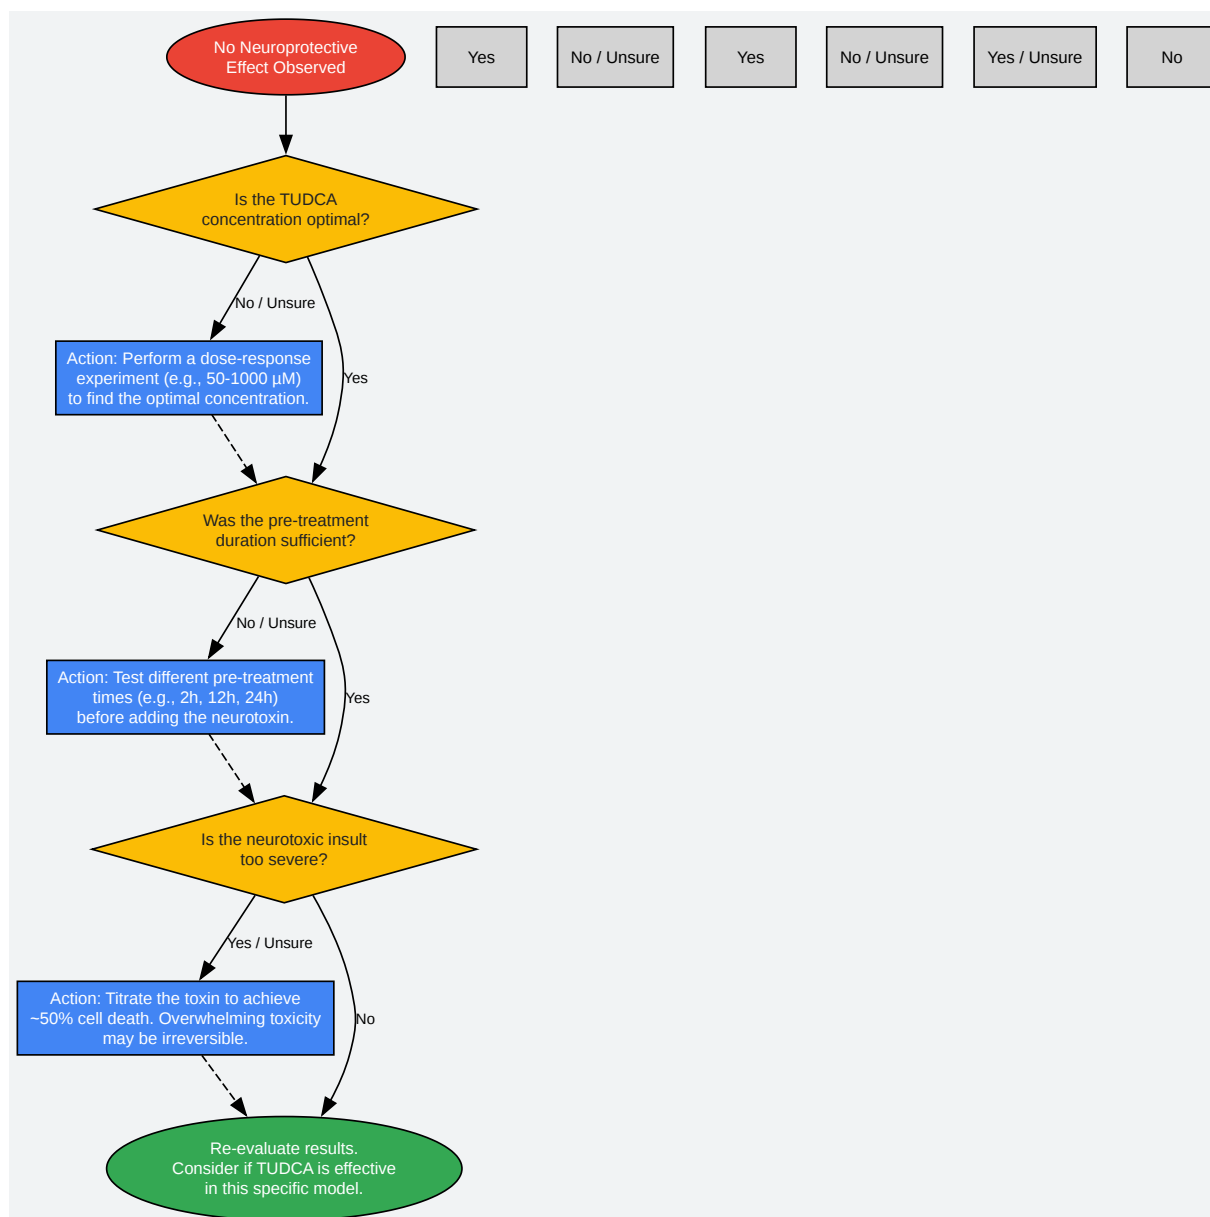 No Neuroprotective
Effect Observed
Yes
No / Unsure
Yes
No / Unsure
Yes / Unsure
No
Is the TUDCA
concentration optimal?
No / Unsure
Action: Perform a dose-response
experiment (e.g., 50-1000 µM)
to find the optimal concentration.
Yes
Was the pre-treatment
duration sufficient?
No / Unsure
Action: Test different pre-treatment
times (e.g., 2h, 12h, 24h)
before adding the neurotoxin.
Yes
Is the neurotoxic insult
too severe?
Yes / Unsure
Action: Titrate the toxin to achieve
~50% cell death. Overwhelming toxicity
may be irreversible.
No
Re-evaluate results.
Consider if TUDCA is effective
in this specific model.